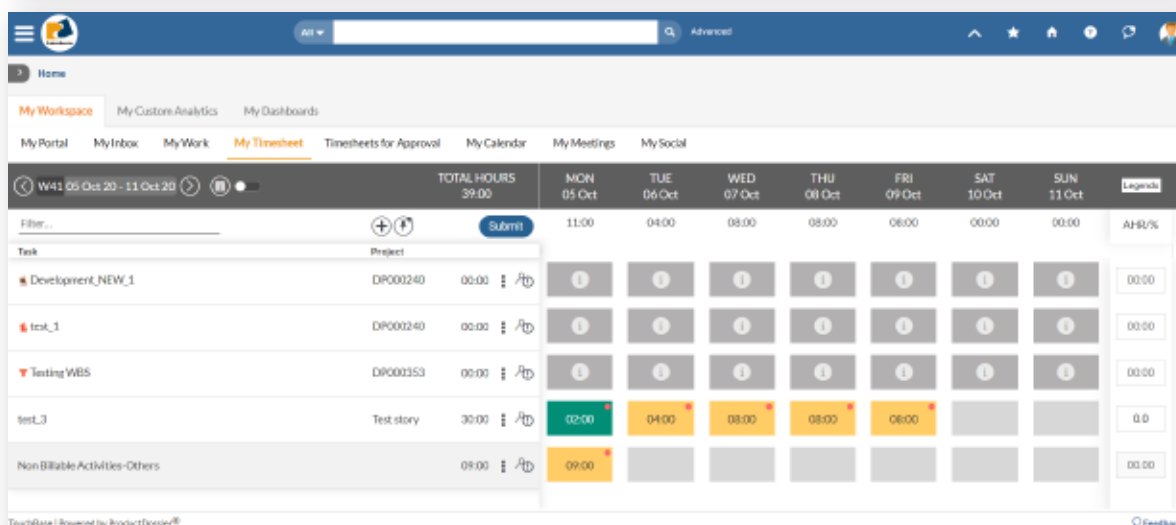 All Advanced
Home
My Workspace My Custom Analytics My Dashboards
My Portal My Inbox My Work My Timesheet Timesheets for Approval My Calendar My Meetings My Social
W41 05 Oct 20 - 11 Oct 20 TOTAL HOURS MON TUE WED THU FRI SAT SUN Legends
39:00 05 Oct 06 Oct 07 Oct 08 Oct 09 Oct 10 Oct 11 Oct
Filter... Submit 11:00 04:00 08:00 08:00 08:00 00:00 00:00 AHR/%
Task Project
Development_NEW_1 DP000240 00:00 00:00
test_1 DP000240 00:00 00:00
Testing WBS DP000353 00:00 00:00
test_3 Test story 30:00 02:00 04:00 08:00 08:00 08:00 0.0
Non Billable Activities-Others 09:00 09:00 00:00
TouchBase | Powered by ProductDossier®